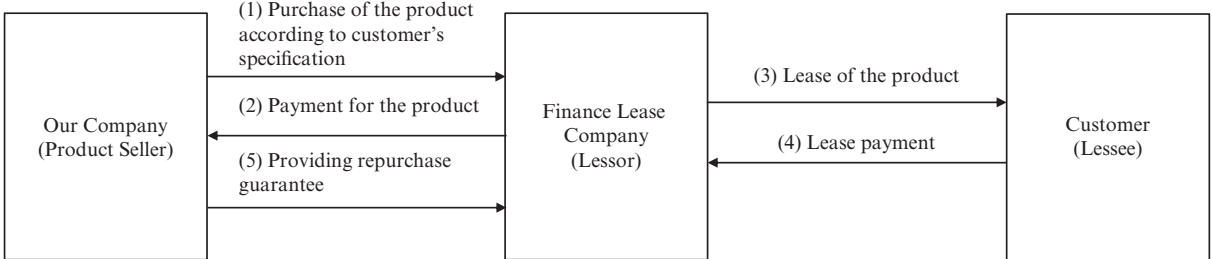 (1) Purchase of the product
according to customer's
specification
(2) Payment for the product
(5) Providing repurchase
guarantee
Our Company
(Product Seller)
Finance Lease
Company
(Lessor)
(3) Lease of the product
(4) Lease payment
Customer
(Lessee)